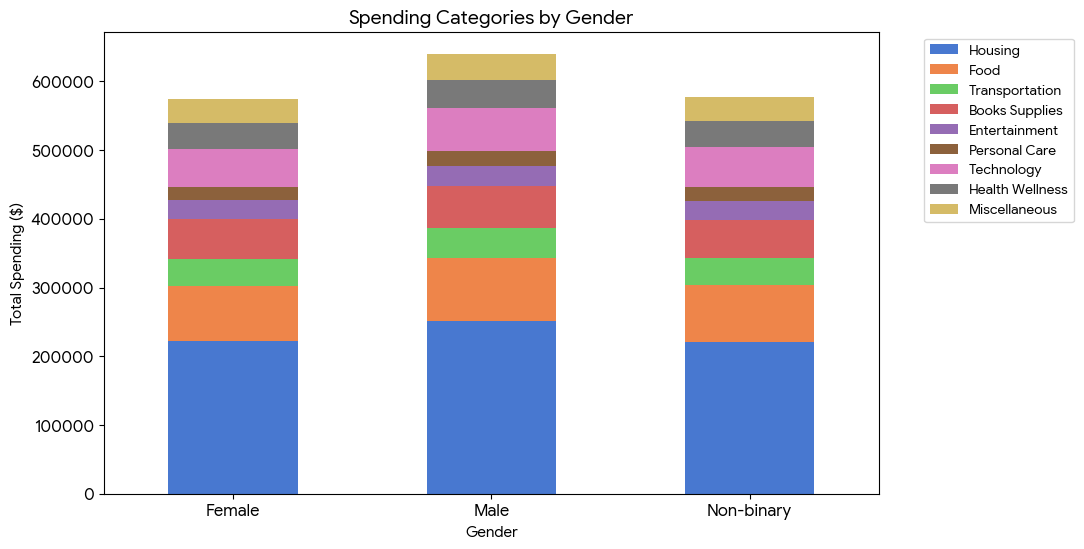 Spending Categories by Gender
Total Spending ($)
600000
500000
400000
300000
200000
100000
0
Female
Male
Non-binary
Gender
Housing
Food
Transportation
Books Supplies
Entertainment
Personal Care
Technology
Health Wellness
Miscellaneous